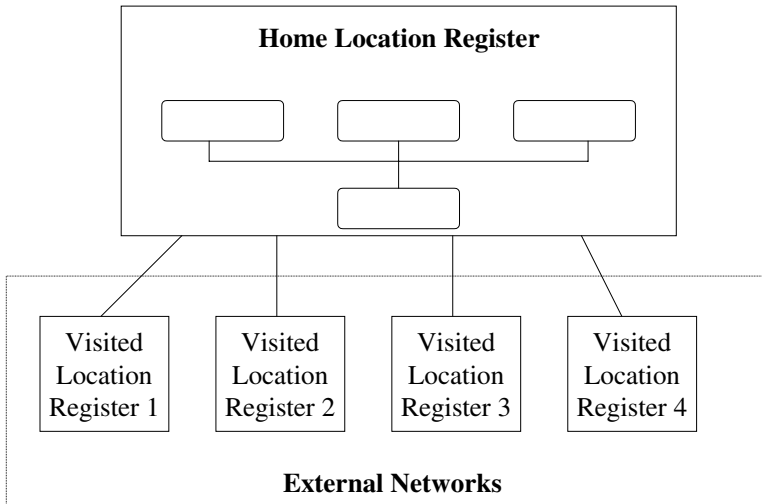 Home Location Register
Visited
Location
Register 1
Visited
Location
Register 2
Visited
Location
Register 3
Visited
Location
Register 4
External Networks